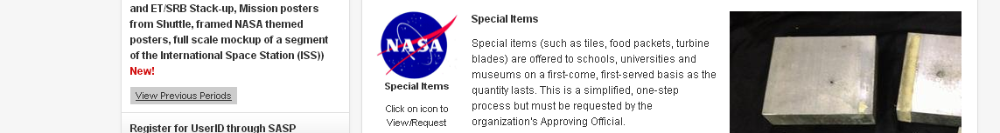 and ET/SRB Stack-up, Mission posters
from Shuttle, framed NASA themed
posters, full scale mockup of a segment
of the International Space Station (ISS))
New!
View Previous Periods
Register for UserID through SASP
NASA
Special Items
Click on icon to
View/Request
Special Items
Special items (such as tiles, food packets, turbine
blades) are offered to schools, universities and
museums on a first-come, first-served basis as the
quantity lasts. This is a simplified, one-step
process but must be requested by the
organization's Approving Official.